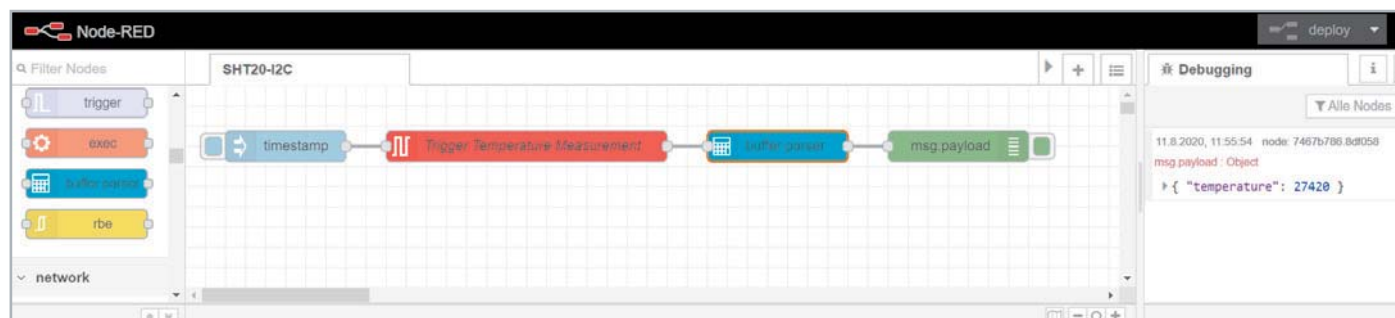 Node-RED
deploy
Filter Nodes
SHT20-I2C
Debugging
i
trigger
Alle Nodes
exec
timestamp
Trigger Temperature Measurement
buffer parser
msg.payload
11.8.2020, 11:55:54 node: 7467b786.8df058
msg.payload : Object
{ "temperature": 27420 }
buffer parser
rbe
network